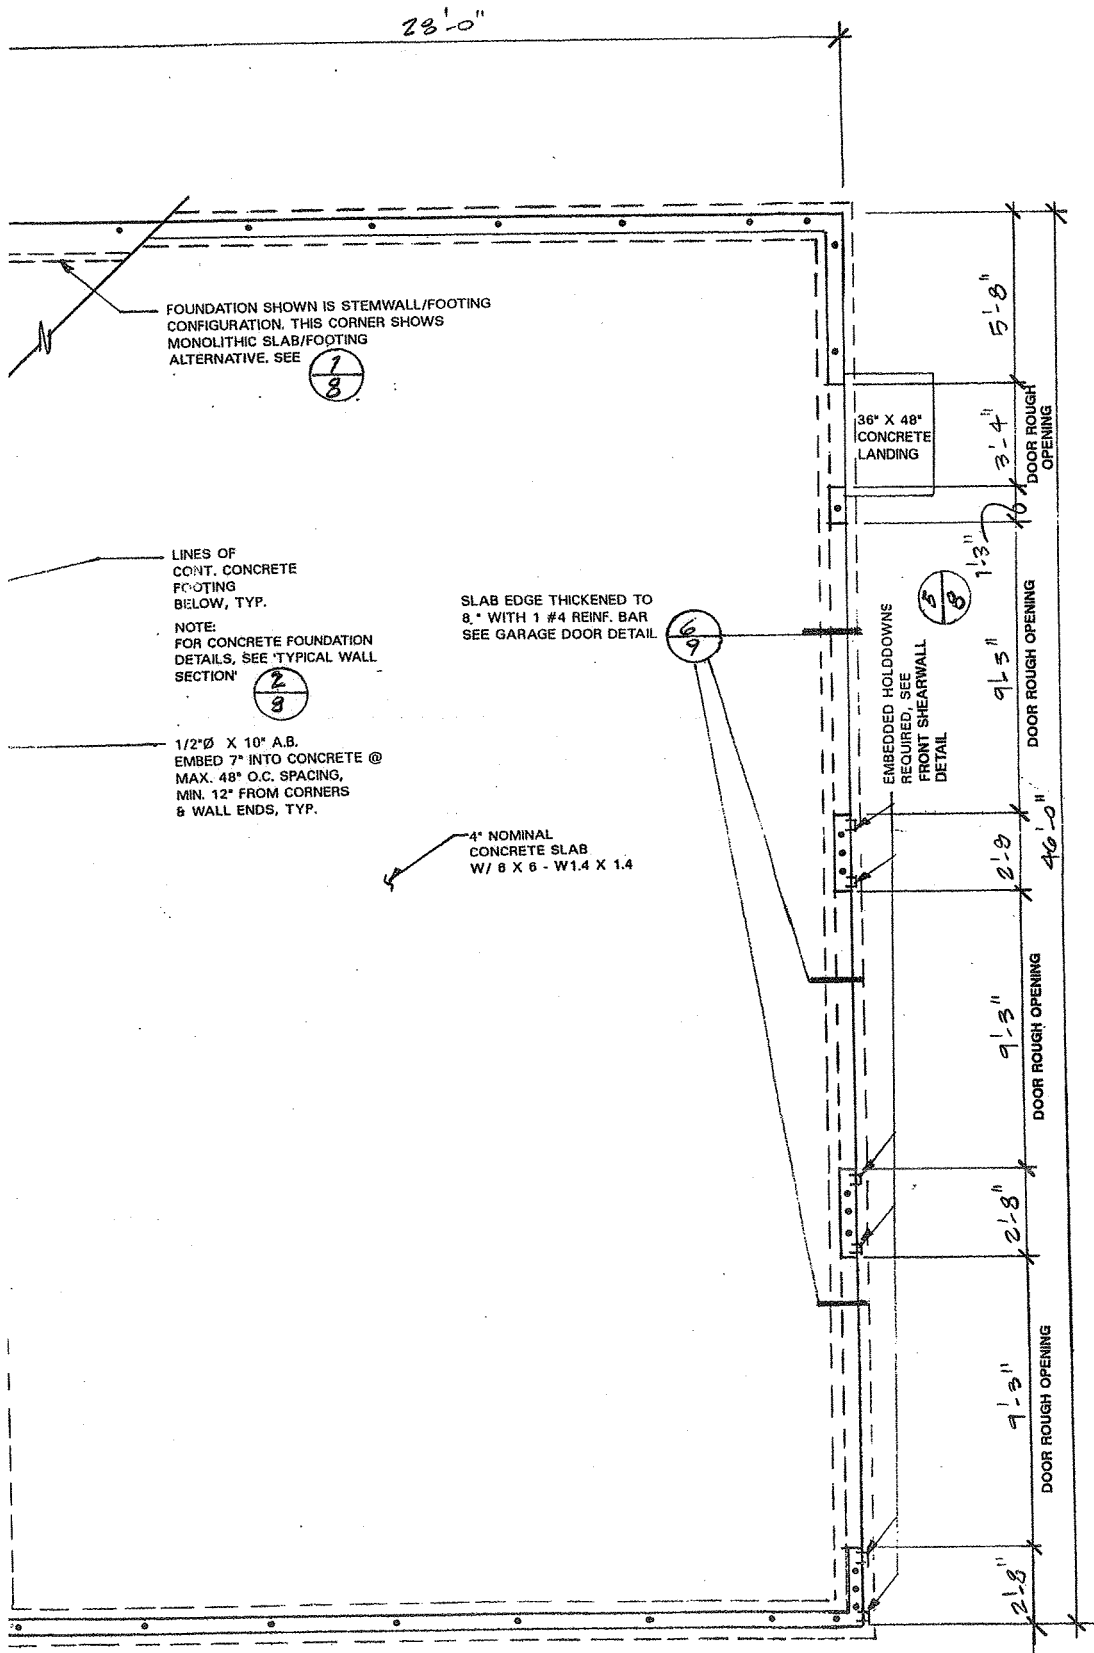 28'-0"
FOUNDATION SHOWN IS STEMWALL/FOOTING
CONFIGURATION. THIS CORNER SHOWS
MONOLITHIC SLAB/FOOTING
ALTERNATIVE. SEE
1
8
5'-8"
36" X 48"
CONCRETE
LANDING
3'-4"
DOOR ROUGH
OPENING
1'-3"
LINES OF
CONT. CONCRETE
FOOTING
BELOW, TYP.
NOTE:
FOR CONCRETE FOUNDATION
DETAILS, SEE 'TYPICAL WALL
SECTION'
2
8
SLAB EDGE THICKENED TO
8." WITH 1 #4 REINF. BAR
SEE GARAGE DOOR DETAIL
6
9
5
8
EMBEDDED HOLDDOWNS
REQUIRED, SEE
FRONT SHEARWALL
DETAIL
9'-3"
DOOR ROUGH OPENING
1/2"Ø X 10" A.B.
EMBED 7" INTO CONCRETE @
MAX. 48" O.C. SPACING,
MIN. 12" FROM CORNERS
& WALL ENDS, TYP.
4" NOMINAL
CONCRETE SLAB
W/ 6 X 6 - W1.4 X 1.4
2'-8
46'-0"
9'-3"
DOOR ROUGH OPENING
2'-8"
9'-3"
DOOR ROUGH OPENING
2'-8"